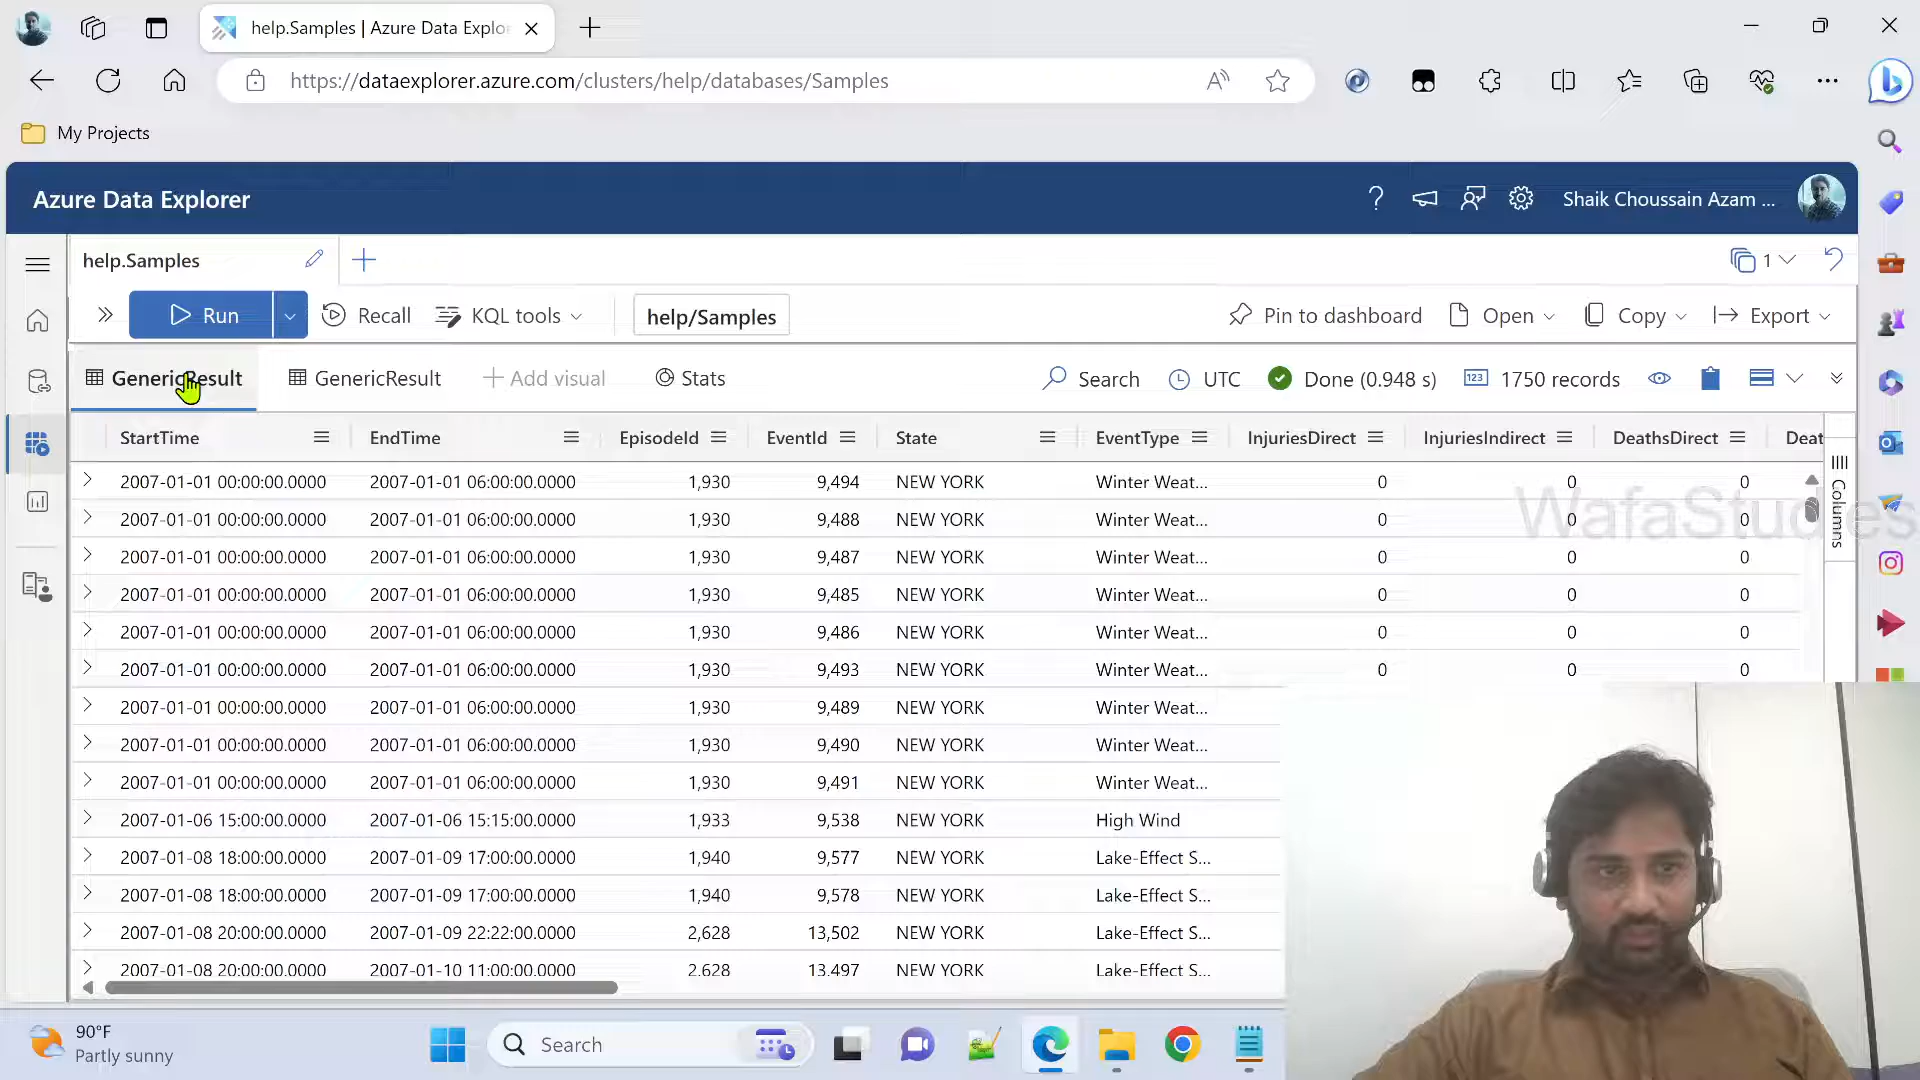 help.Samples | Azure Data Explo
https://dataexplorer.azure.com/clusters/help/databases/Samples
My Projects
Azure Data Explorer
Shaik Choussain Azam ...
help.Samples
1
Run
Recall
KQL tools
help/Samples
Pin to dashboard
Open
Copy
Export
GenericResult
GenericResult
Add visual
Stats
Search
UTC
Done (0.948 s)
123
1750 records
StartTime EndTime EpisodeId EventId State EventType InjuriesDirect InjuriesIndirect DeathsDirect Deat
2007-01-01 00:00:00.0000 2007-01-01 06:00:00.0000 1,930 9,494 NEW YORK Winter Weat... 0 0 0
2007-01-01 00:00:00.0000 2007-01-01 06:00:00.0000 1,930 9,488 NEW YORK Winter Weat... 0 0 0
2007-01-01 00:00:00.0000 2007-01-01 06:00:00.0000 1,930 9,487 NEW YORK Winter Weat... 0 0 0
2007-01-01 00:00:00.0000 2007-01-01 06:00:00.0000 1,930 9,485 NEW YORK Winter Weat... 0 0 0
2007-01-01 00:00:00.0000 2007-01-01 06:00:00.0000 1,930 9,486 NEW YORK Winter Weat... 0 0 0
2007-01-01 00:00:00.0000 2007-01-01 06:00:00.0000 1,930 9,493 NEW YORK Winter Weat... 0 0 0
2007-01-01 00:00:00.0000 2007-01-01 06:00:00.0000 1,930 9,489 NEW YORK Winter Weat...
2007-01-01 00:00:00.0000 2007-01-01 06:00:00.0000 1,930 9,490 NEW YORK Winter Weat...
2007-01-01 00:00:00.0000 2007-01-01 06:00:00.0000 1,930 9,491 NEW YORK Winter Weat...
2007-01-06 15:00:00.0000 2007-01-06 15:15:00.0000 1,933 9,538 NEW YORK High Wind
2007-01-08 18:00:00.0000 2007-01-09 17:00:00.0000 1,940 9,577 NEW YORK Lake-Effect S...
2007-01-08 18:00:00.0000 2007-01-09 17:00:00.0000 1,940 9,578 NEW YORK Lake-Effect S...
2007-01-08 20:00:00.0000 2007-01-09 22:22:00.0000 2,628 13,502 NEW YORK Lake-Effect S...
2007-01-08 20:00:00.0000 2007-01-10 11:00:00.0000 2,628 13,497 NEW YORK Lake-Effect S...
Columns
WafaStudies
90°F
Partly sunny
Search